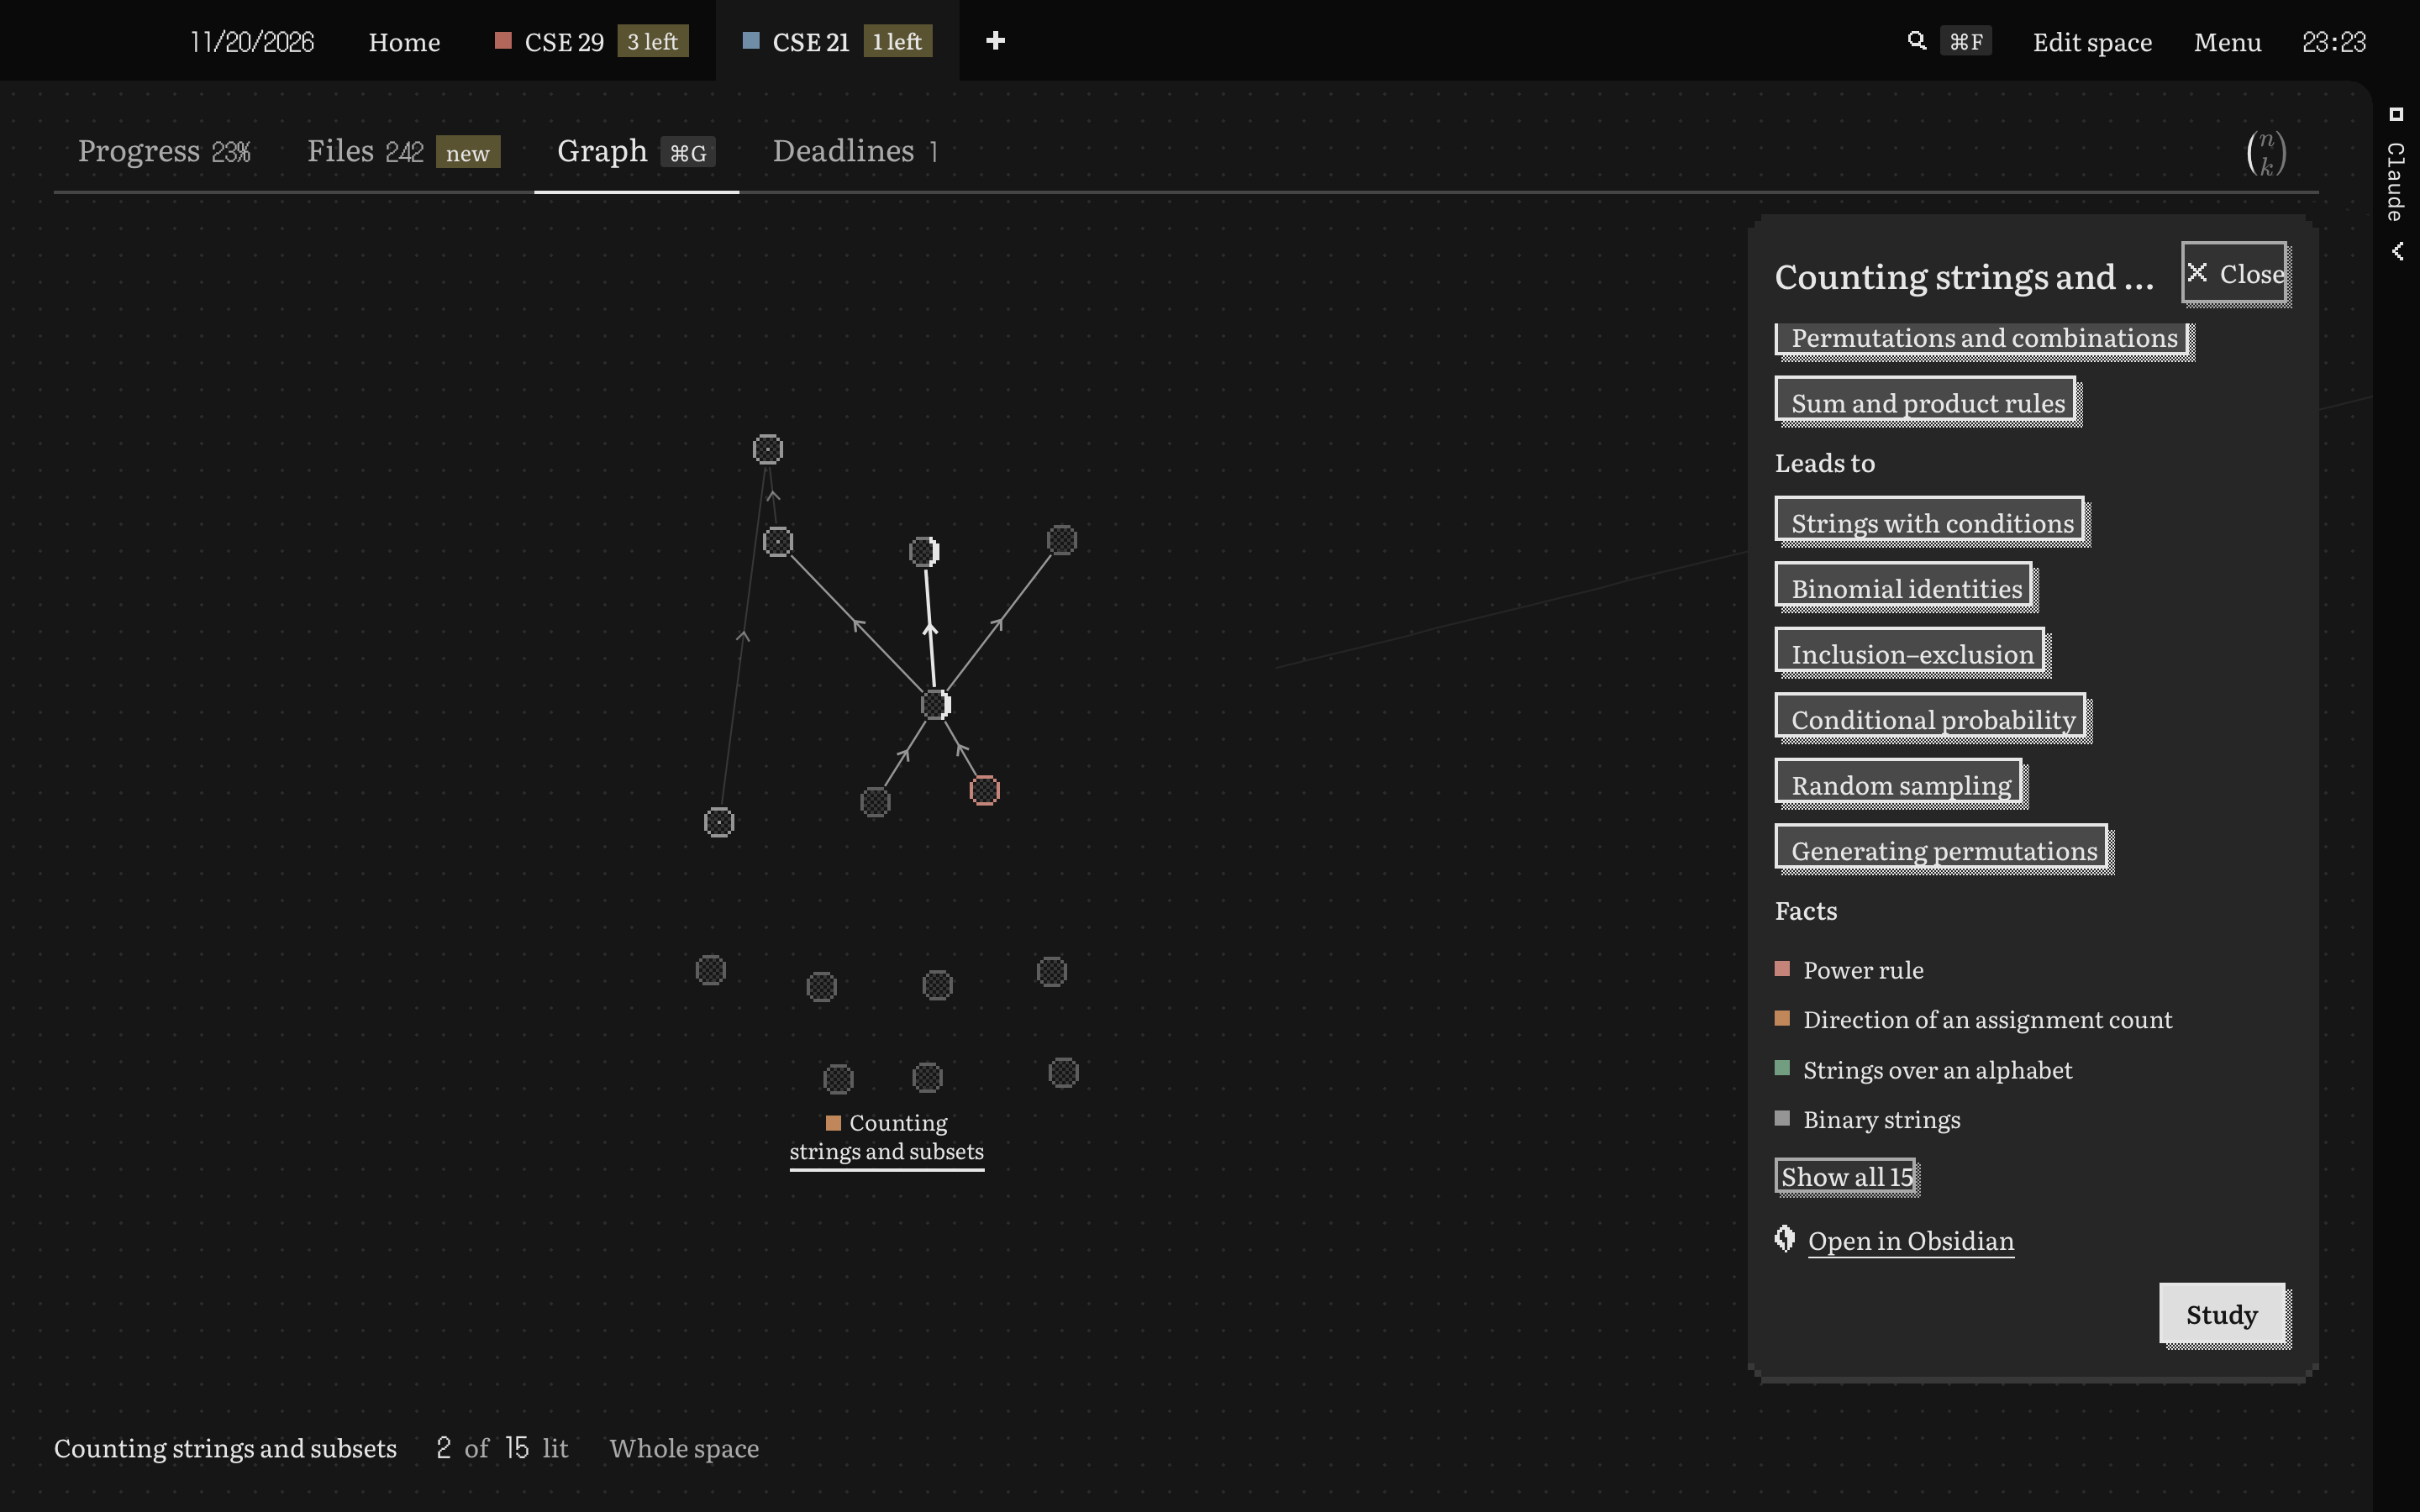 11/20/2026 Home CSE 29 3 left CSE 21 1 left ⌘F Edit space Menu 23:23
Progress 23% Files 242 new Graph ⌘G Deadlines 1
(n k)
Claude
Counting strings and ... Close
Permutations and combinations
Sum and product rules
Leads to
Strings with conditions
Binomial identities
Inclusion–exclusion
Conditional probability
Random sampling
Generating permutations
Facts
Power rule
Direction of an assignment count
Strings over an alphabet
Binary strings
Show all 15
Open in Obsidian
Study
Counting
strings and subsets
Counting strings and subsets 2 of 15 lit Whole space